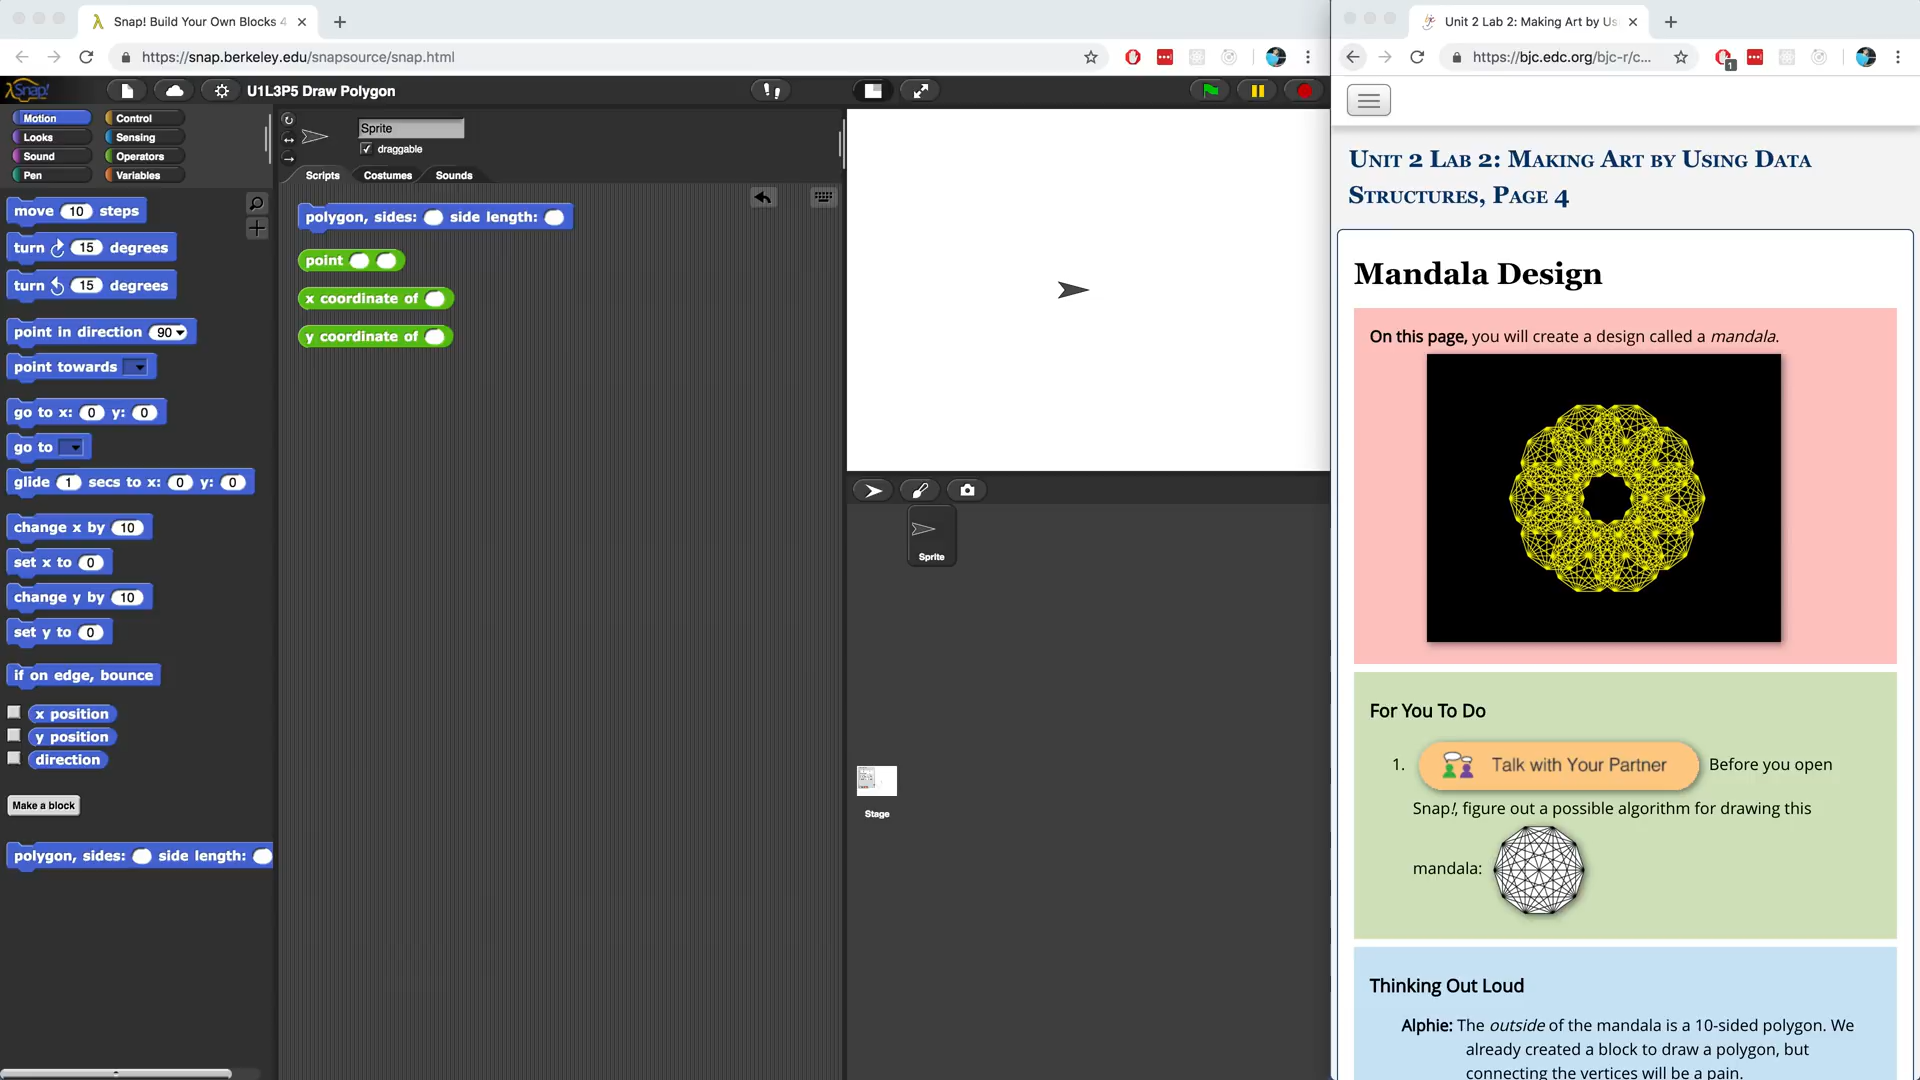 Snap! Build Your Own Blocks 4
https://snap.berkeley.edu/snapsource/snap.html
Snap!
U1L3P5 Draw Polygon
Motion
Control
Looks
Sensing
Sound
Operators
Pen
Variables
move 10 steps
turn 15 degrees
turn 15 degrees
point in direction 90
point towards
go to x: 0 y: 0
go to
glide 1 secs to x: 0 y: 0
change x by 10
set x to 0
change y by 10
set y to 0
if on edge, bounce
x position
y position
direction
Make a block
polygon, sides: side length:
Sprite
draggable
Scripts
Costumes
Sounds
polygon, sides: side length:
point
x coordinate of
y coordinate of
Sprite
Stage
Unit 2 Lab 2: Making Art by Us
https://bjc.edc.org/bjc-r/c...
1
Unit 2 Lab 2: Making Art by Using Data
Structures, Page 4
Mandala Design
On this page, you will create a design called a mandala.
For You To Do
1. Talk with Your Partner Before you open
Snap!, figure out a possible algorithm for drawing this
mandala:
Thinking Out Loud
Alphie: The outside of the mandala is a 10-sided polygon. We
already created a block to draw a polygon, but
connecting the vertices will be a pain.